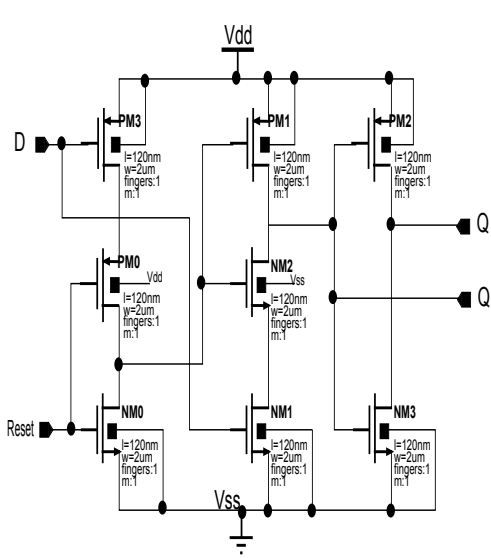 Vdd
PM3
PM1
PM2
D
l=120nm
w=2um
fingers:1
m:1
l=120nm
w=2um
fingers:1
m:1
l=120nm
w=2um
fingers:1
m:1
Q
PM0
Vdd
l=120nm
w=2um
fingers:1
m:1
NM2
Vss
l=120nm
w=2um
fingers:1
m:1
Q
Reset
NM0
l=120nm
w=2um
fingers:1
m:1
NM1
l=120nm
w=2um
fingers:1
m:1
NM3
l=120nm
w=2um
fingers:1
m:1
Vss